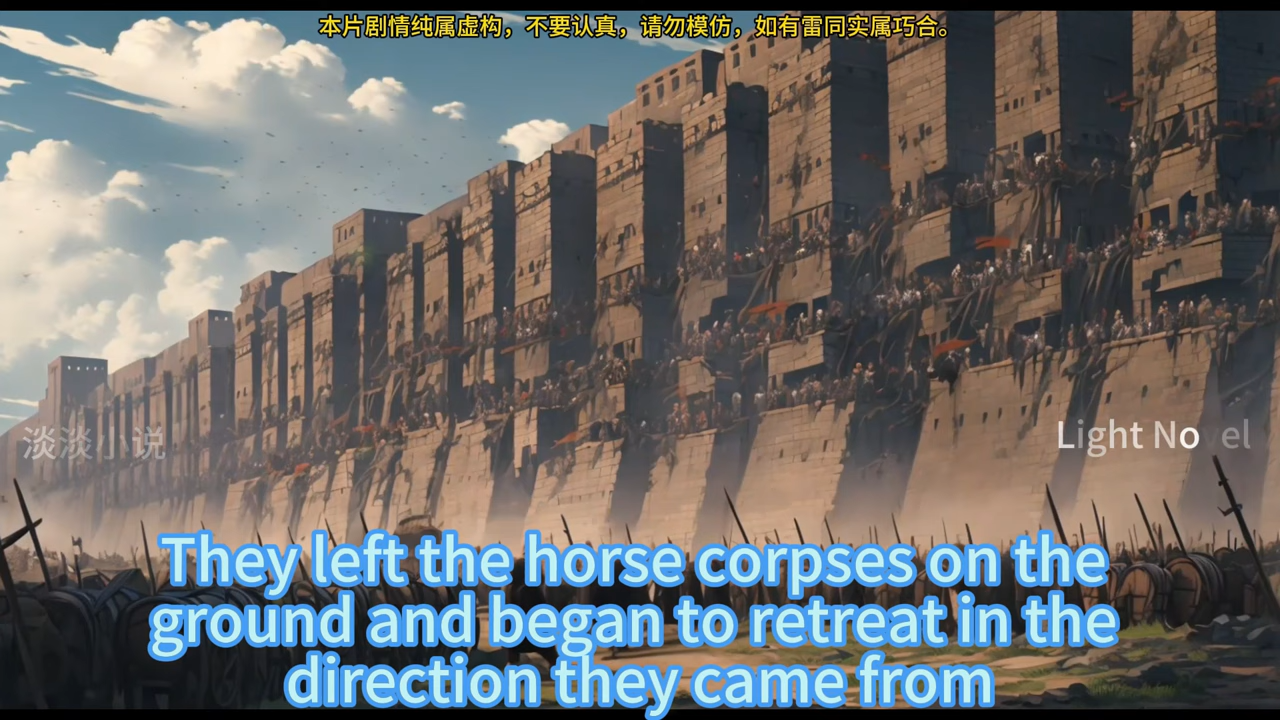 本片剧情纯属虚构，不要认真，请勿模仿，如有雷同实属巧合。
淡淡小说
Light Novel
They left the horse corpses on the
ground and began to retreat in the
direction they came from